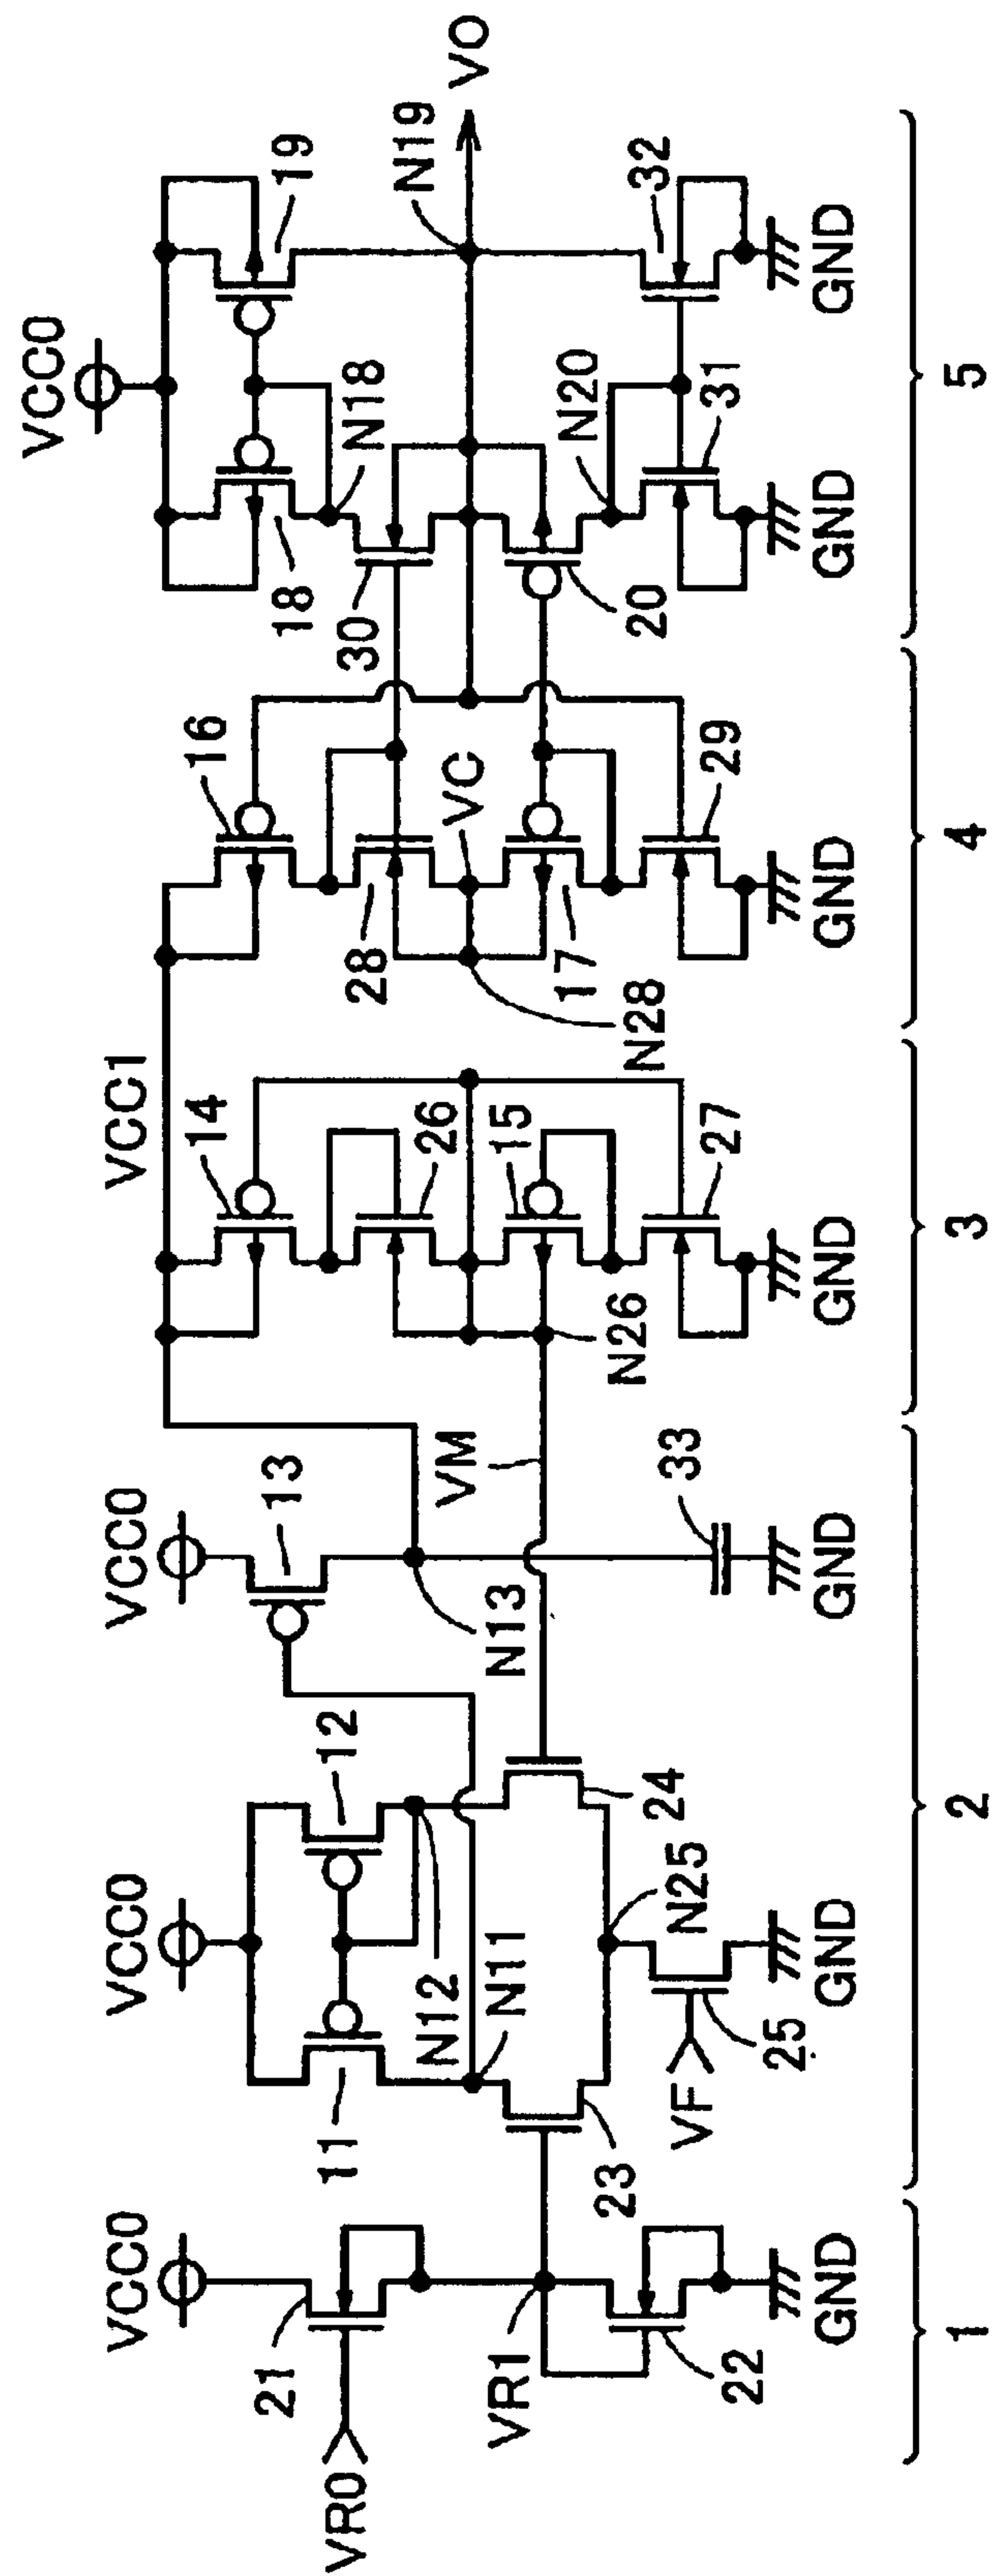 VCC0
19
N19
VO
18
N18
30
N20
20
31
32
GND
GND
5
VCC1
16
28
VC
17
N28
29
GND
4
14
26
15
N26
27
GND
3
VCC0
13
N13
VM
33
GND
VCC0
12
11
N12
N11
24
23
N25
VF
25
GND
2
VCC0
21
VR0
VR1
22
GND
1